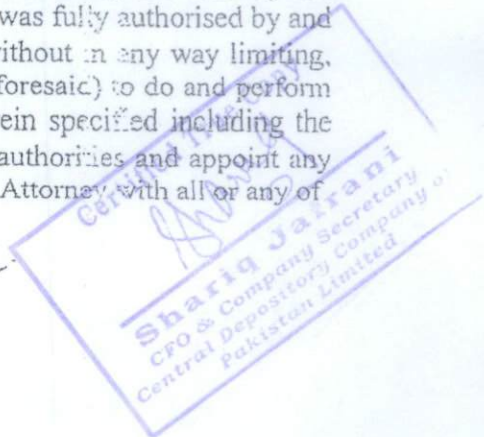 was fully authorised by and
without in any way limiting,
foresaid) to do and perform
ein specified including the
authorities and appoint any
Attorney with all or any of
Certified True Copy
Shariq Jafrani
CFO & Company Secretary
Central Depository Company of
Pakistan Limited